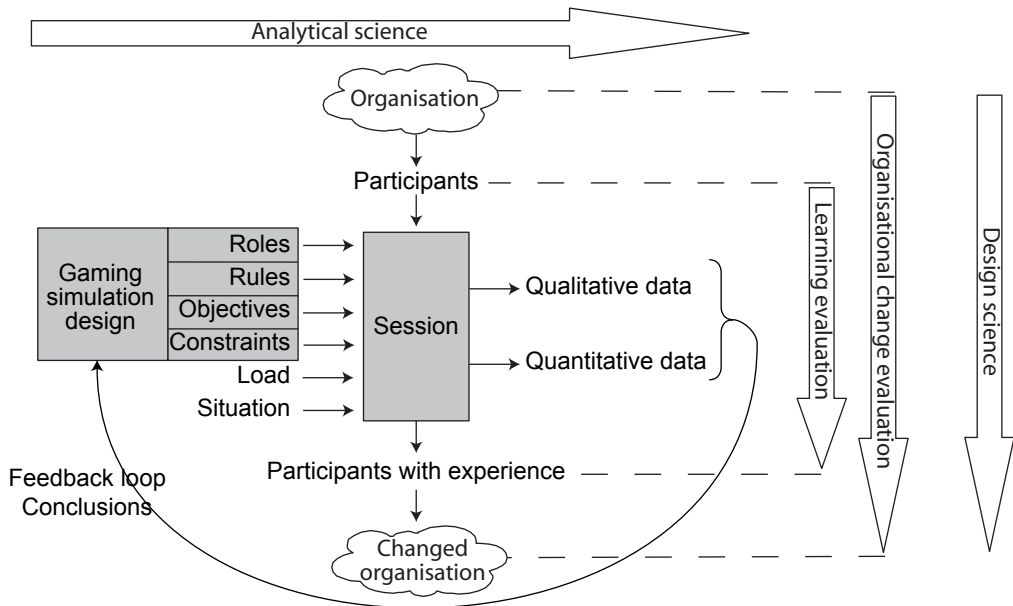 Analytical science
Organisation
Participants
Gaming
simulation
design
Roles
Rules
Objectives
Constraints
Load
Situation
Session
Qualitative data
Quantitative data
Participants with experience
Changed
organisation
Feedback loop
Conclusions
Learning evaluation
Organisational change evaluation
Design science